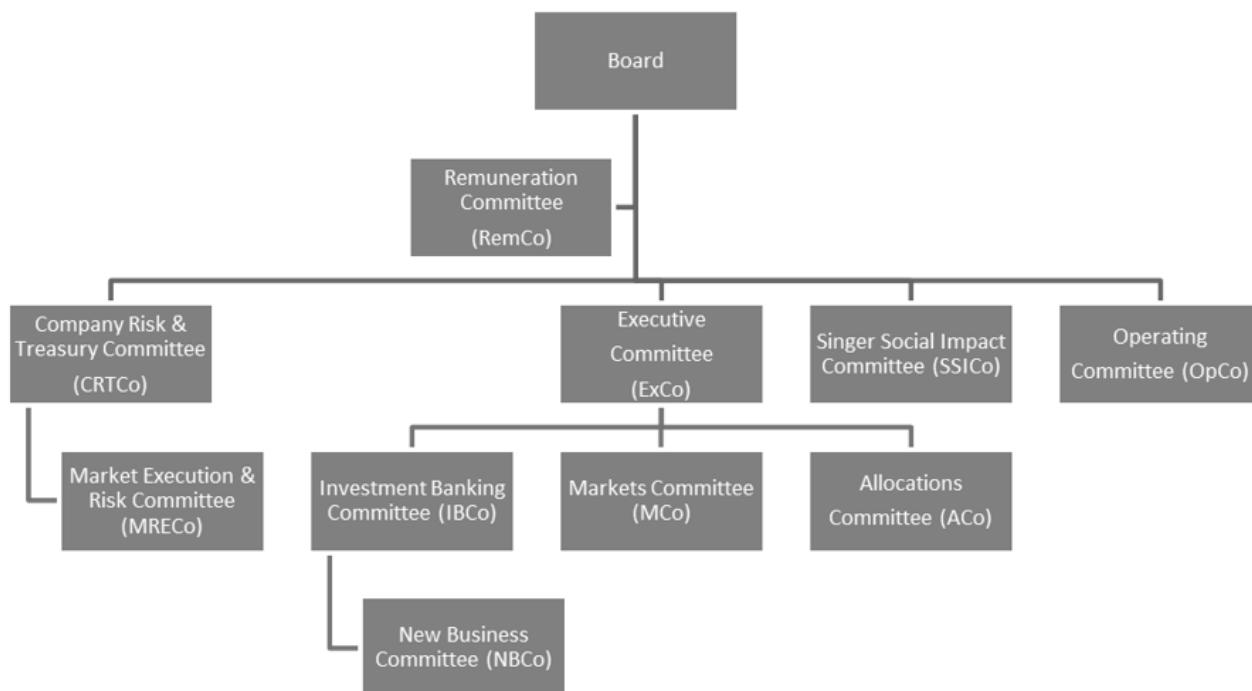 Board
Remuneration
Committee
(RemCo)
Company Risk &
Treasury Committee
(CRTCo)
Executive
Committee
(ExCo)
Singer Social Impact
Committee (SSICo)
Operating
Committee (OpCo)
Market Execution &
Risk Committee
(MRECo)
Investment Banking
Committee (IBCo)
Markets Committee
(MCo)
Allocations
Committee (ACo)
New Business
Committee (NBCo)